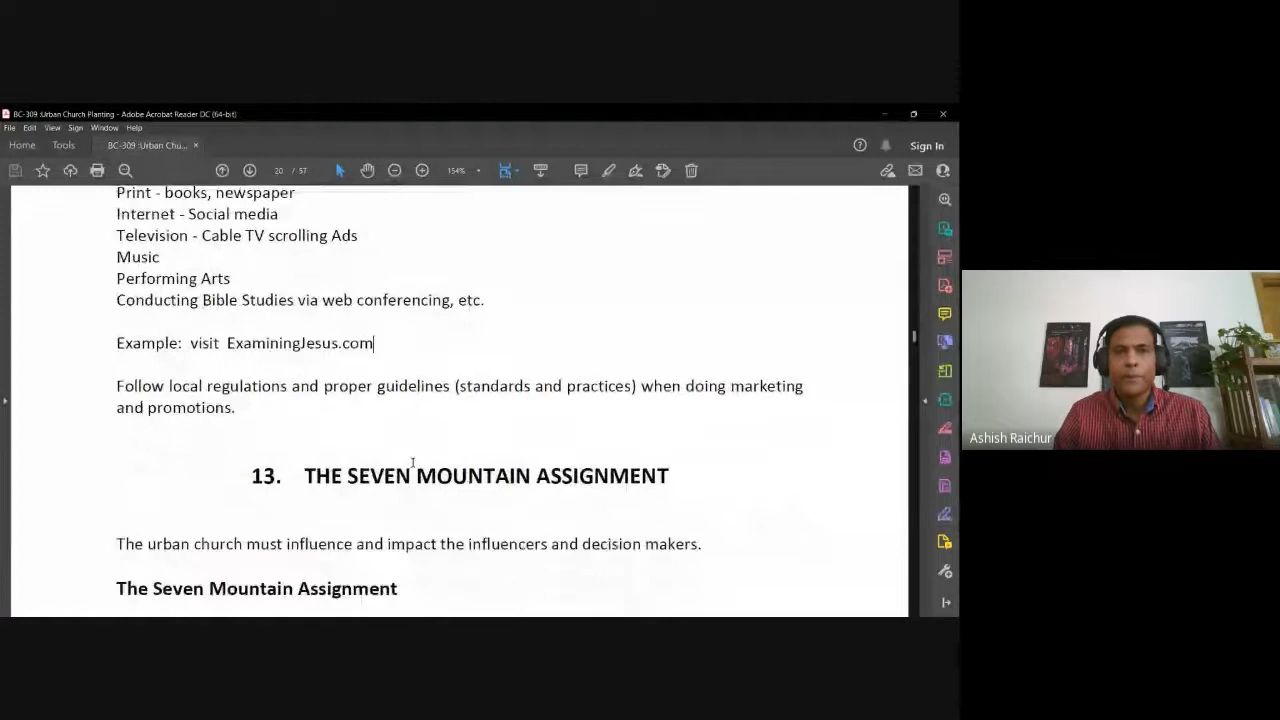 BC-309 :Urban Church Planting - Adobe Acrobat Reader DC (64-bit)
File Edit View Sign Window Help
Home Tools BC-309 :Urban Chu... × Sign In
20 / 57 154%
Print - books, newspaper
Internet - Social media
Television - Cable TV scrolling Ads
Music
Performing Arts
Conducting Bible Studies via web conferencing, etc.
Example: visit ExaminingJesus.com
Follow local regulations and proper guidelines (standards and practices) when doing marketing
and promotions.
13. THE SEVEN MOUNTAIN ASSIGNMENT
The urban church must influence and impact the influencers and decision makers.
The Seven Mountain Assignment
Ashish Raichur